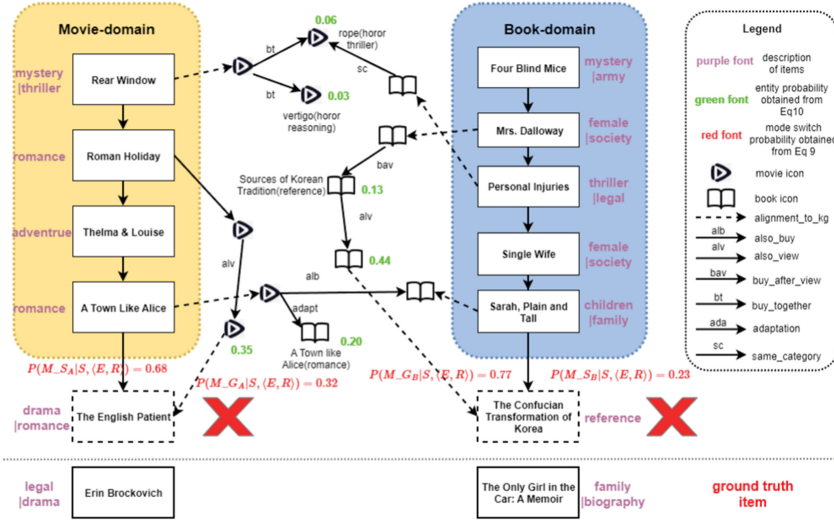 Movie-domain
mystery
|thriller
Rear Window
romance
Roman Holiday
adventrue
Thelma & Louise
romance
A Town Like Alice
P(M_S_A|S,⟨E,R⟩) = 0.68
drama
|romance
The English Patient
legal
|drama
Erin Brockovich
0.06
rope(horor
thriller)
bt
bt
sc
0.03
vertigo(horor
reasoning)
bav
Sources of Korean
Tradition(reference)
0.13
alv
0.44
alv
0.35
alb
adapt
0.20
A Town like
Alice(romance)
P(M_G_A|S,⟨E,R⟩) = 0.32
P(M_G_B|S,⟨E,R⟩) = 0.77
Book-domain
Four Blind Mice
mystery
|army
Mrs. Dalloway
female
|society
Personal Injuries
thriller
|legal
Single Wife
female
|society
Sarah, Plain and
Tall
children
|family
P(M_S_B|S,⟨E,R⟩) = 0.23
The Confucian
Transformation of
Korea
reference
The Only Girl in the
Car: A Memoir
family
|biography
ground truth
item
Legend
purple font
description
of items
green font
entity probability
obtained from
Eq10
red font
mode switch
probability obtained
from Eq 9
movie icon
book icon
alignment_to_kg
alb
also_buy
alv
also_view
bav
buy_after_view
bt
buy_together
ada
adaptation
sc
same_category